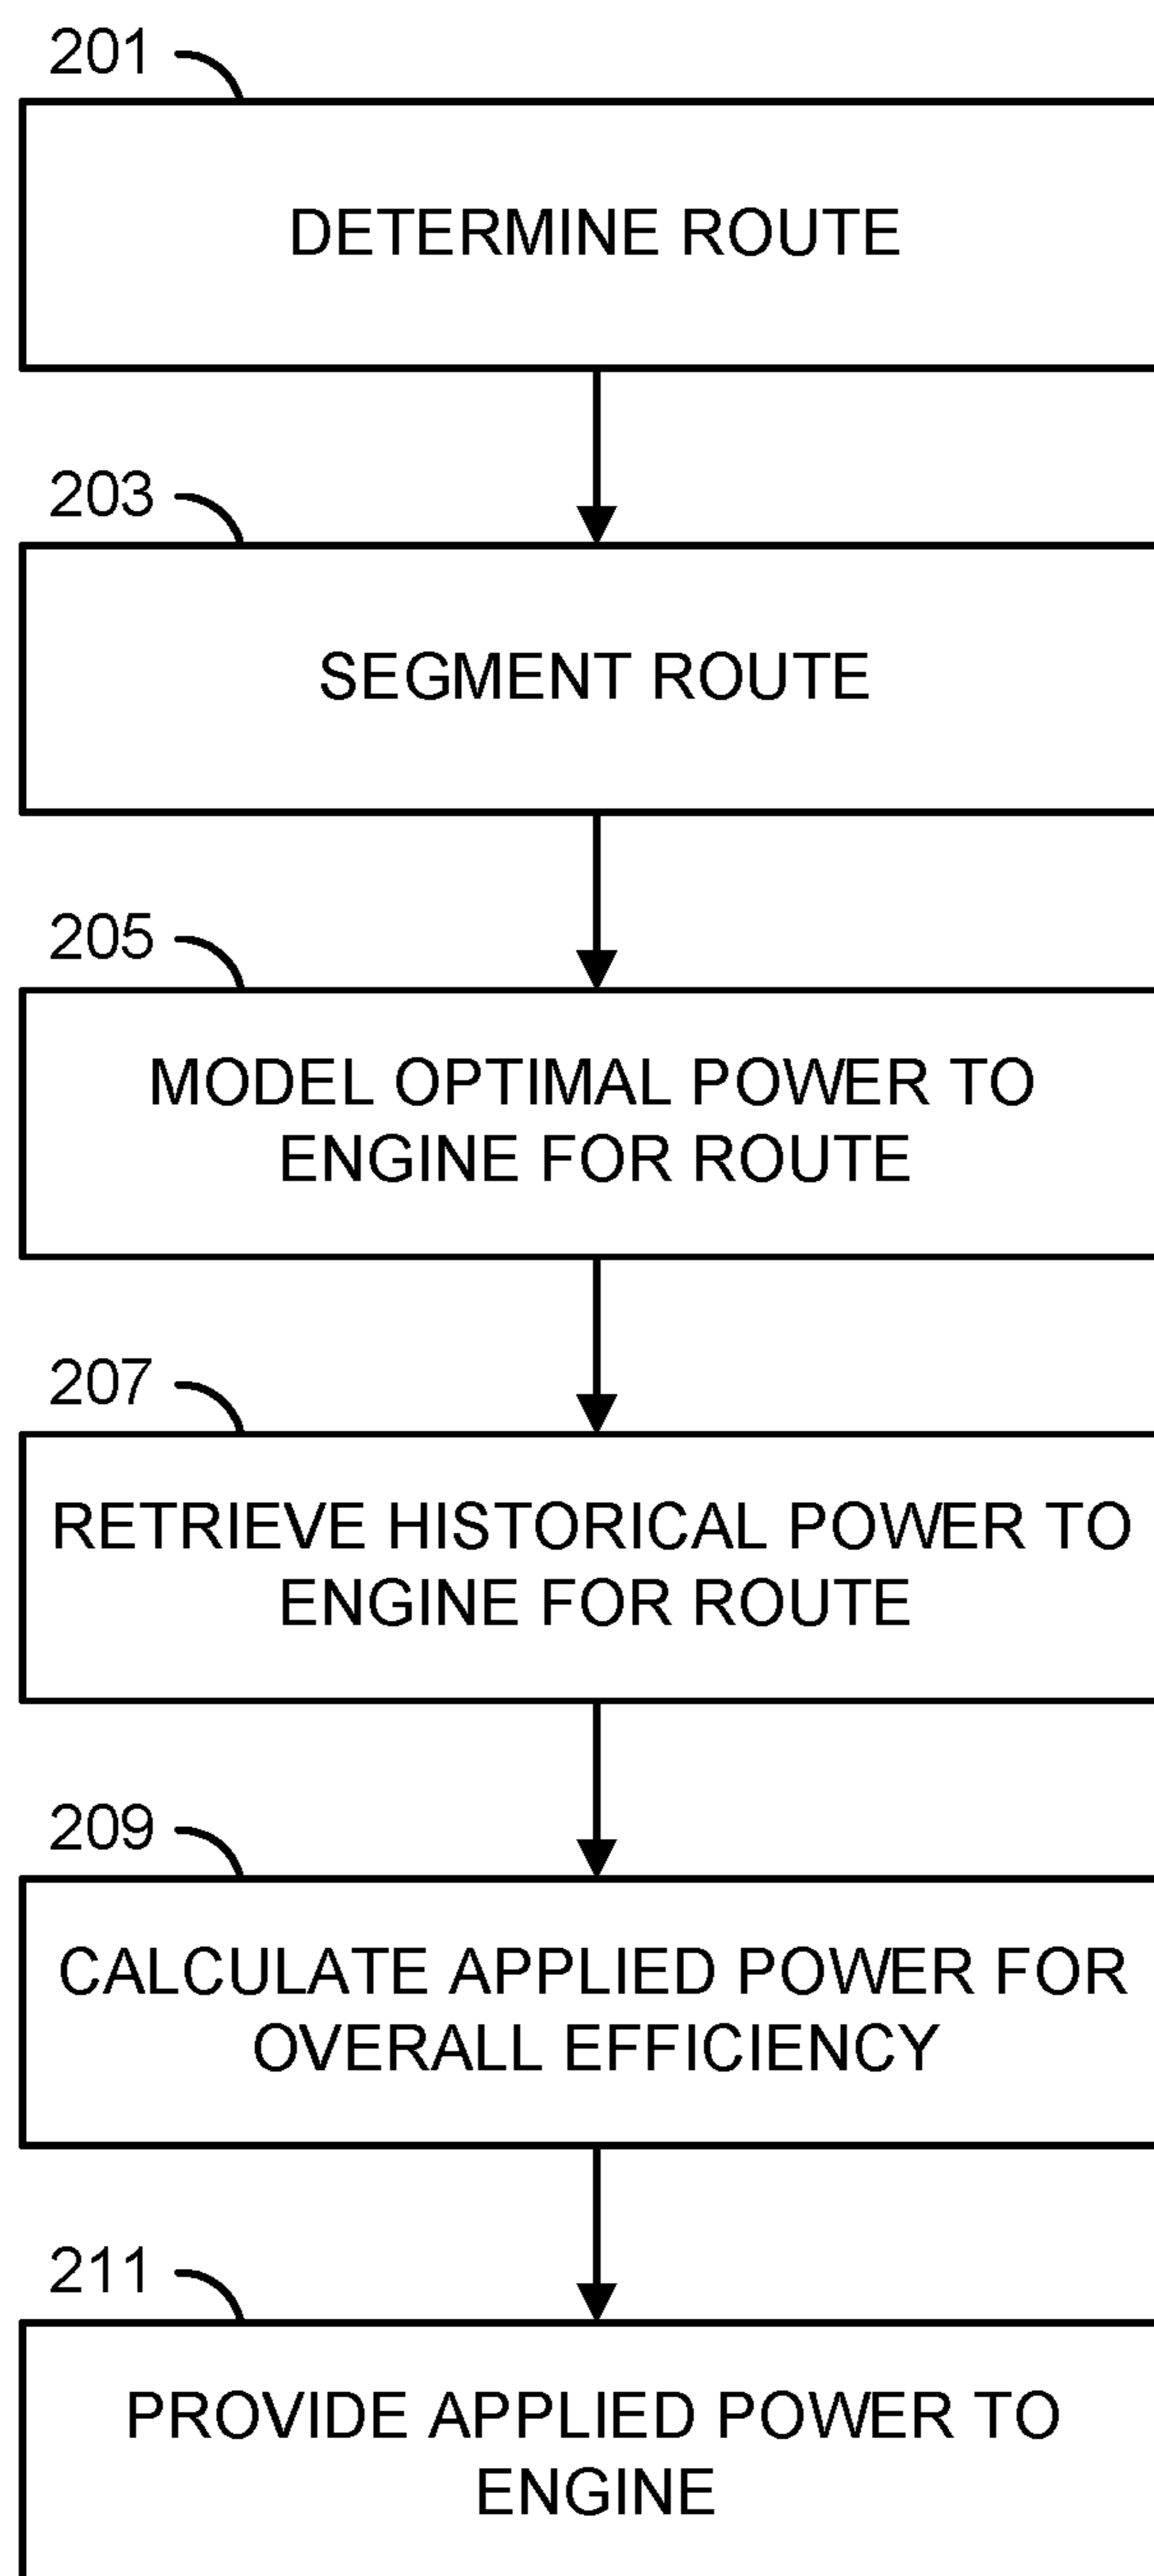 201
DETERMINE ROUTE
203
SEGMENT ROUTE
205
MODEL OPTIMAL POWER TO
ENGINE FOR ROUTE
207
RETRIEVE HISTORICAL POWER TO
ENGINE FOR ROUTE
209
CALCULATE APPLIED POWER FOR
OVERALL EFFICIENCY
211
PROVIDE APPLIED POWER TO
ENGINE